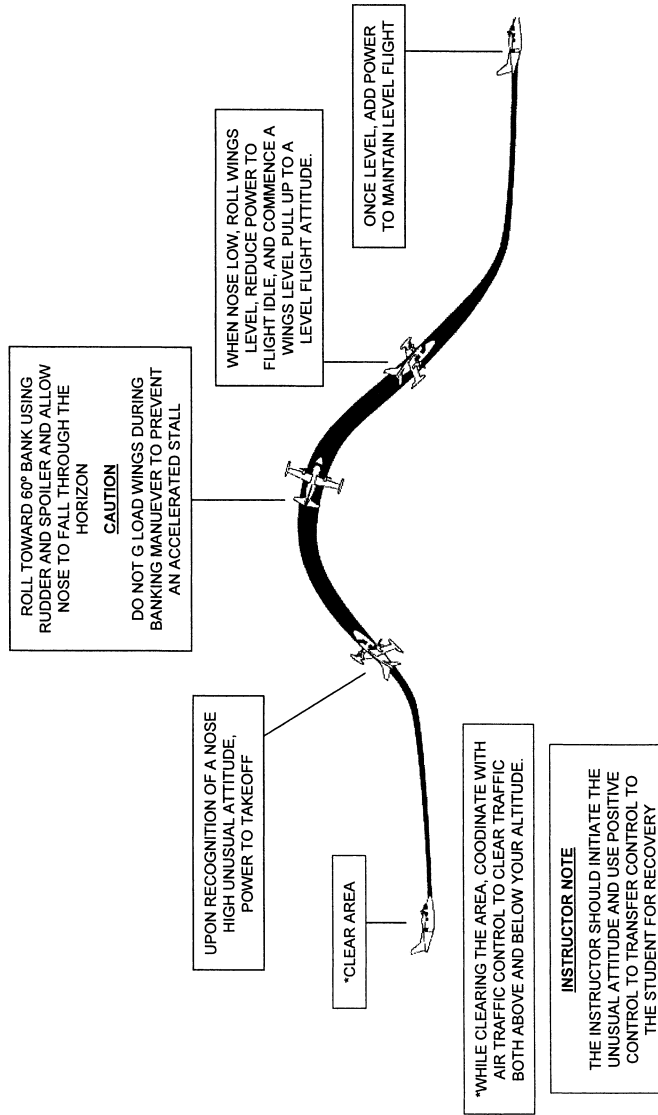 *CLEAR AREA
UPON RECOGNITION OF A NOSE
HIGH UNUSUAL ATTITUDE,
POWER TO TAKEOFF
ROLL TOWARD 60º BANK USING
RUDDER AND SPOILER AND ALLOW
NOSE TO FALL THROUGH THE
HORIZON
CAUTION
DO NOT G LOAD WINGS DURING
BANKING MANUEVER TO PREVENT
AN ACCELERATED STALL
WHEN NOSE LOW, ROLL WINGS
LEVEL, REDUCE POWER TO
FLIGHT IDLE, AND COMMENCE A
WINGS LEVEL PULL UP TO A
LEVEL FLIGHT ATTITUDE.
ONCE LEVEL, ADD POWER
TO MAINTAIN LEVEL FLIGHT
*WHILE CLEARING THE AREA, COODINATE WITH
AIR TRAFFIC CONTROL TO CLEAR TRAFFIC
BOTH ABOVE AND BELOW YOUR ALTITUDE.
INSTRUCTOR NOTE
THE INSTRUCTOR SHOULD INITIATE THE
UNUSUAL ATTITUDE AND USE POSITIVE
CONTROL TO TRANSFER CONTROL TO
THE STUDENT FOR RECOVERY